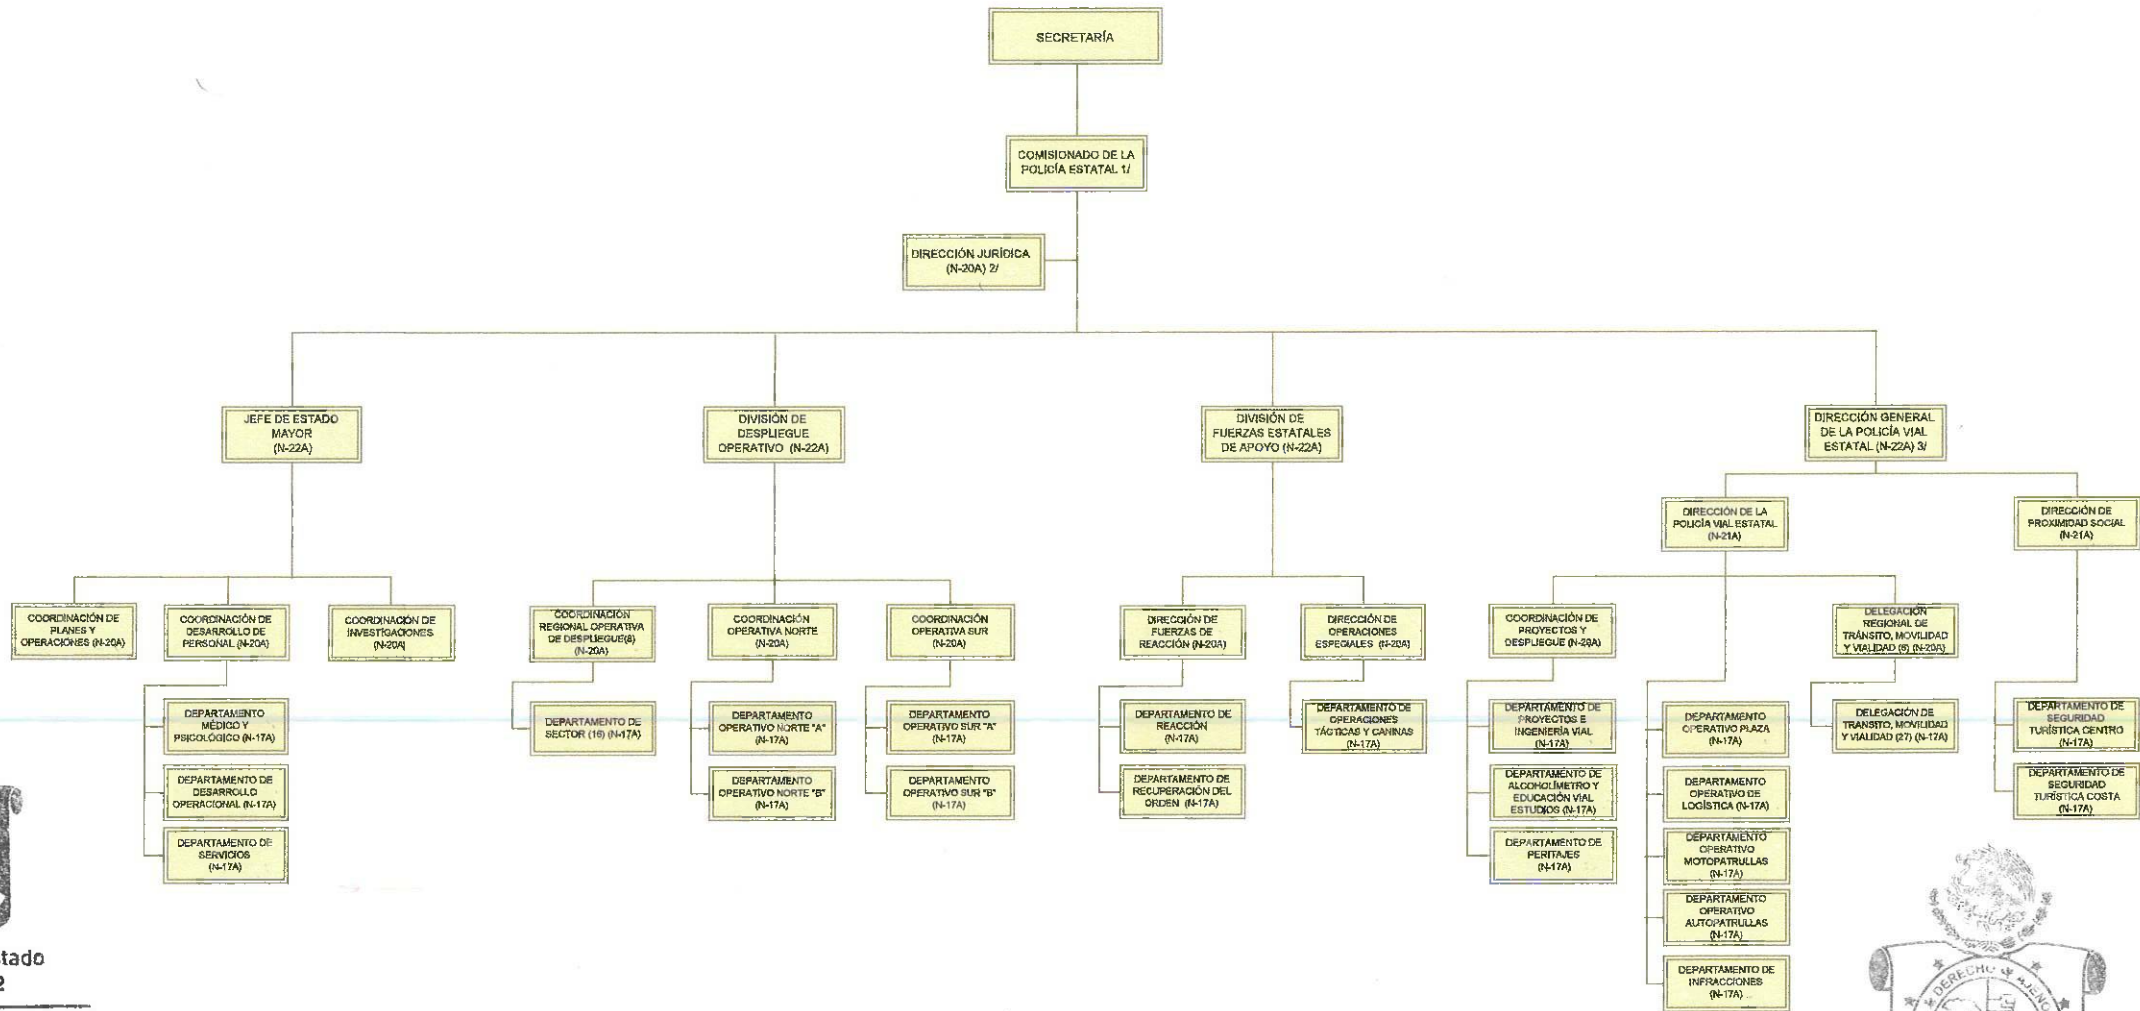 SECRETARÍA
COMISIONADO DE LA
POLICÍA ESTATAL 1/
DIRECCIÓN JURÍDICA
(N-20A) 2/
JEFE DE ESTADO
MAYOR
(N-22A)
DIVISIÓN DE
DESPLIEGUE
OPERATIVO (N-22A)
DIVISIÓN DE
FUERZAS ESTATALES
DE APOYO (N-22A)
DIRECCIÓN GENERAL
DE LA POLICÍA VIAL
ESTATAL (N-22A) 3/
DIRECCIÓN DE LA
POLICÍA VIAL ESTATAL
(N-21A)
DIRECCIÓN DE
PROXIMIDAD SOCIAL
(N-21A)
COORDINACIÓN DE
PLANES Y
OPERACIONES (N-20A)
COORDINACIÓN DE
DESARROLLO DE
PERSONAL (N-20A)
COORDINACIÓN DE
INVESTIGACIONES
(N-20A)
COORDINACIÓN
REGIONAL OPERATIVA
DE DESPLIEGUE(8)
(N-20A)
COORDINACIÓN
OPERATIVA NORTE
(N-20A)
COORDINACIÓN
OPERATIVA SUR
(N-20A)
DIRECCIÓN DE
FUERZAS DE
REACCIÓN (N-20A)
DIRECCIÓN DE
OPERACIONES
ESPECIALES (N-20A)
COORDINACIÓN DE
PROYECTOS Y
DESPLIEGUE (N-20A)
DELEGACIÓN
REGIONAL DE
TRÁNSITO, MOVILIDAD
Y VIALIDAD (6) (N-20A)
DEPARTAMENTO
MÉDICO Y
PSICOLÓGICO (N-17A)
DEPARTAMENTO DE
DESARROLLO
OPERACIONAL (N-17A)
DEPARTAMENTO DE
SERVICIOS
(N-17A)
DEPARTAMENTO DE
SECTOR (16) (N-17A)
DEPARTAMENTO
OPERATIVO NORTE "A"
(N-17A)
DEPARTAMENTO
OPERATIVO NORTE "B"
(N-17A)
DEPARTAMENTO
OPERATIVO SUR "A"
(N-17A)
DEPARTAMENTO
OPERATIVO SUR "B"
(N-17A)
DEPARTAMENTO DE
REACCIÓN
(N-17A)
DEPARTAMENTO DE
RECUPERACIÓN DEL
ORDEN (N-17A)
DEPARTAMENTO DE
OPERACIONES
TÁCTICAS Y CANINAS
(N-17A)
DEPARTAMENTO DE
PROYECTOS E
INGENIERÍA VIAL
(N-17A)
DEPARTAMENTO DE
ALCOHOLÍMETRO Y
EDUCACIÓN VIAL
ESTUDIOS (N-17A)
DEPARTAMENTO DE
PERITAJES
(N-17A)
DEPARTAMENTO
OPERATIVO PLAZA
(N-17A)
DEPARTAMENTO
OPERATIVO DE
LOGÍSTICA (N-17A)
DEPARTAMENTO
OPERATIVO
MOTOPATRULLAS
(N-17A)
DEPARTAMENTO
OPERATIVO
AUTOPATRULLAS
(N-17A)
DEPARTAMENTO DE
INFRACCIONES
(N-17A)
DELEGACIÓN DE
TRANSITO, MOVILIDAD
Y VIALIDAD (27) (N-17A)
DEPARTAMENTO DE
SEGURIDAD
TURÍSTICA CENTRO
(N-17A)
DEPARTAMENTO DE
SEGURIDAD
TURÍSTICA COSTA
(N-17A)
tado
2
DERECHO AJENO